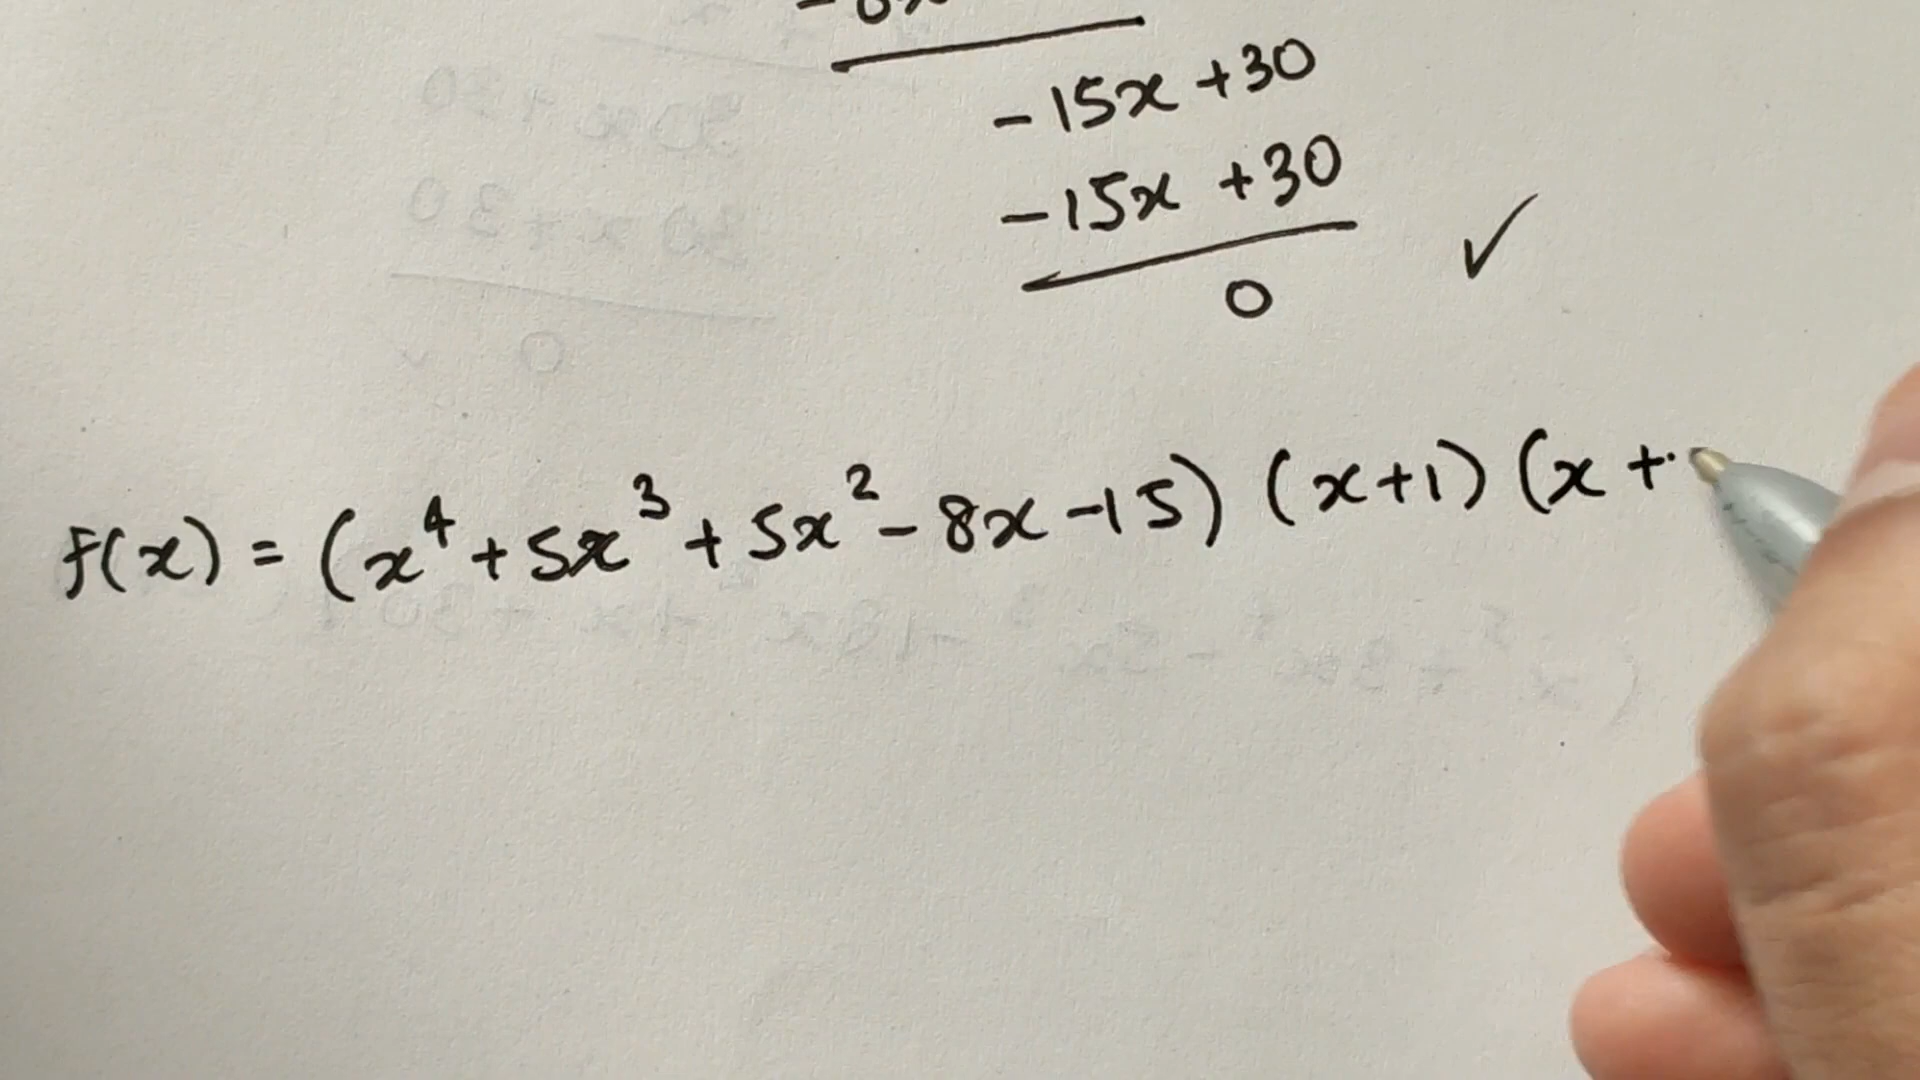 -15x +30
-15x +30
0 ✓
f(x) = (x⁴ + 5x³ + 5x² - 8x - 15) (x+1) (x +